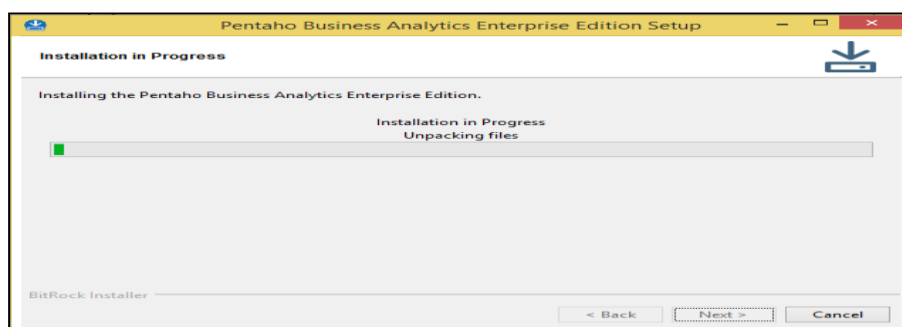 Pentaho Business Analytics Enterprise Edition Setup
Installation in Progress
Installing the Pentaho Business Analytics Enterprise Edition.
Installation in Progress
Unpacking files
BitRock Installer
< Back Next > Cancel